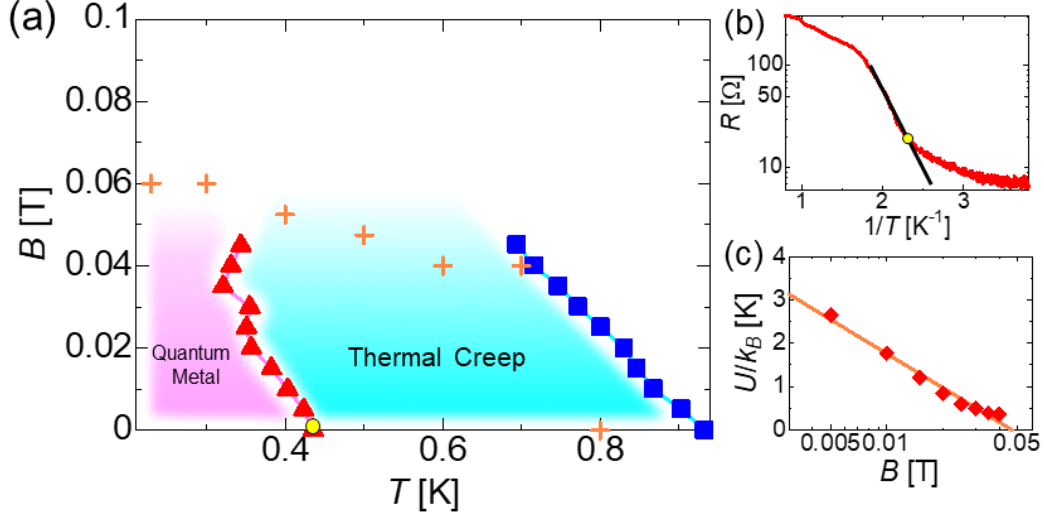 (a)
0.1
0.08
0.06
0.04
0.02
0
B [T]
0.4
0.6
0.8
T [K]
Quantum
Metal
Thermal Creep
(b)
R [Ω]
100
50
10
1
2
3
1/T [K⁻¹]
(c)
U/k_B [K]
4
3
2
1
0
0.005
0.01
0.05
B [T]